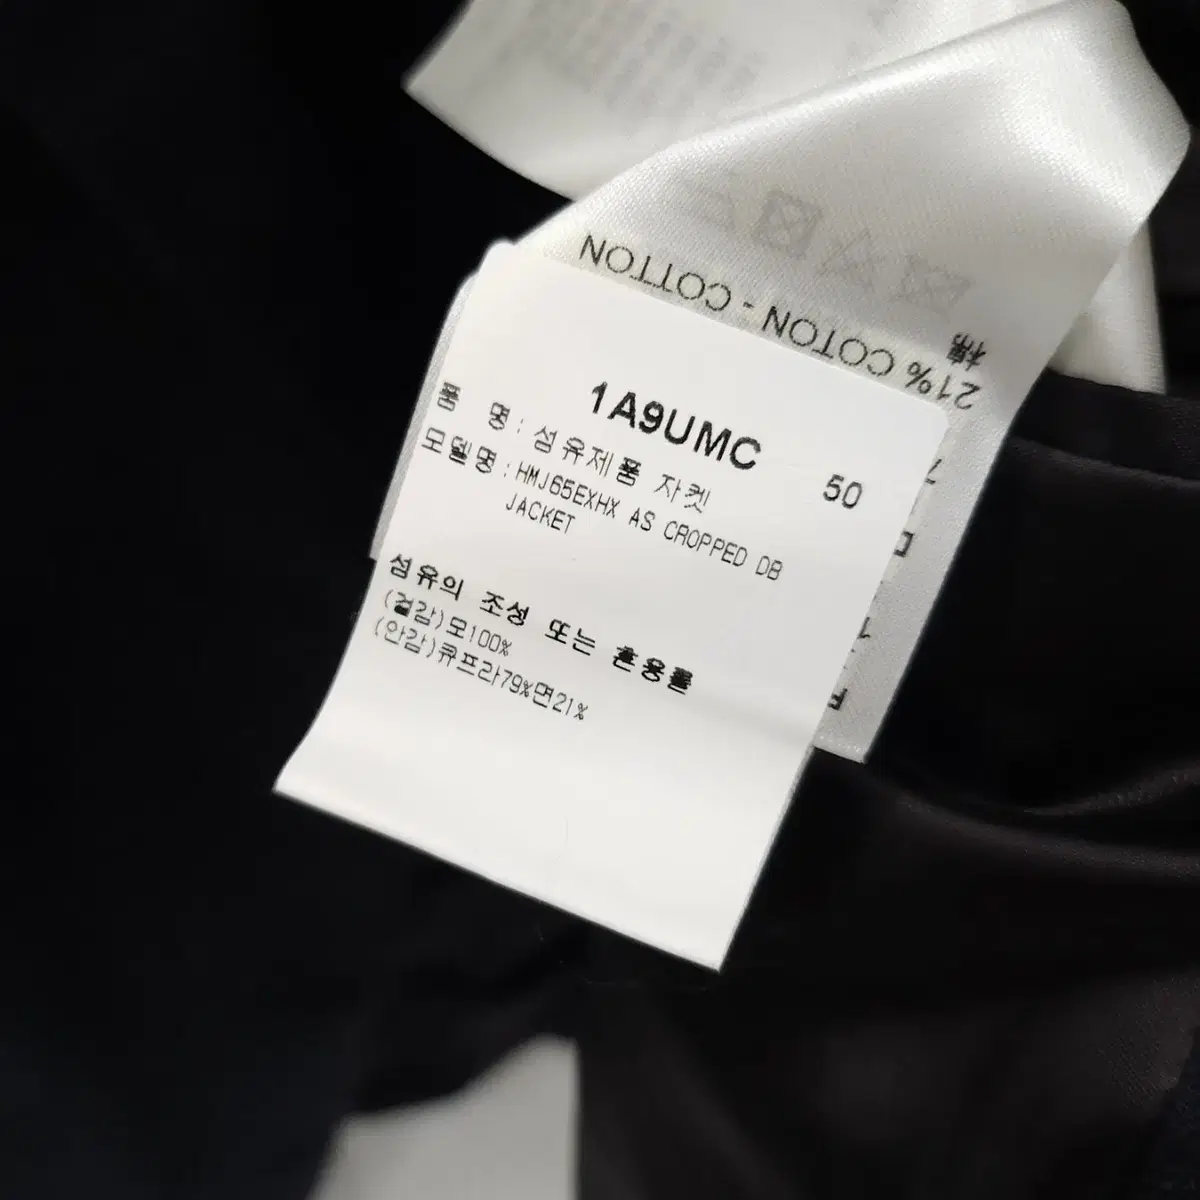 21% COTON - COTTON - COTTON
棉
1A9UMC
50
품 명 : 섬유제품 자켓
모델명 : HMJ65EXHX AS CROPPED DB
JACKET
섬유의 조성 또는 혼용률
(겉감)모100%
(안감)큐프라79%면21%